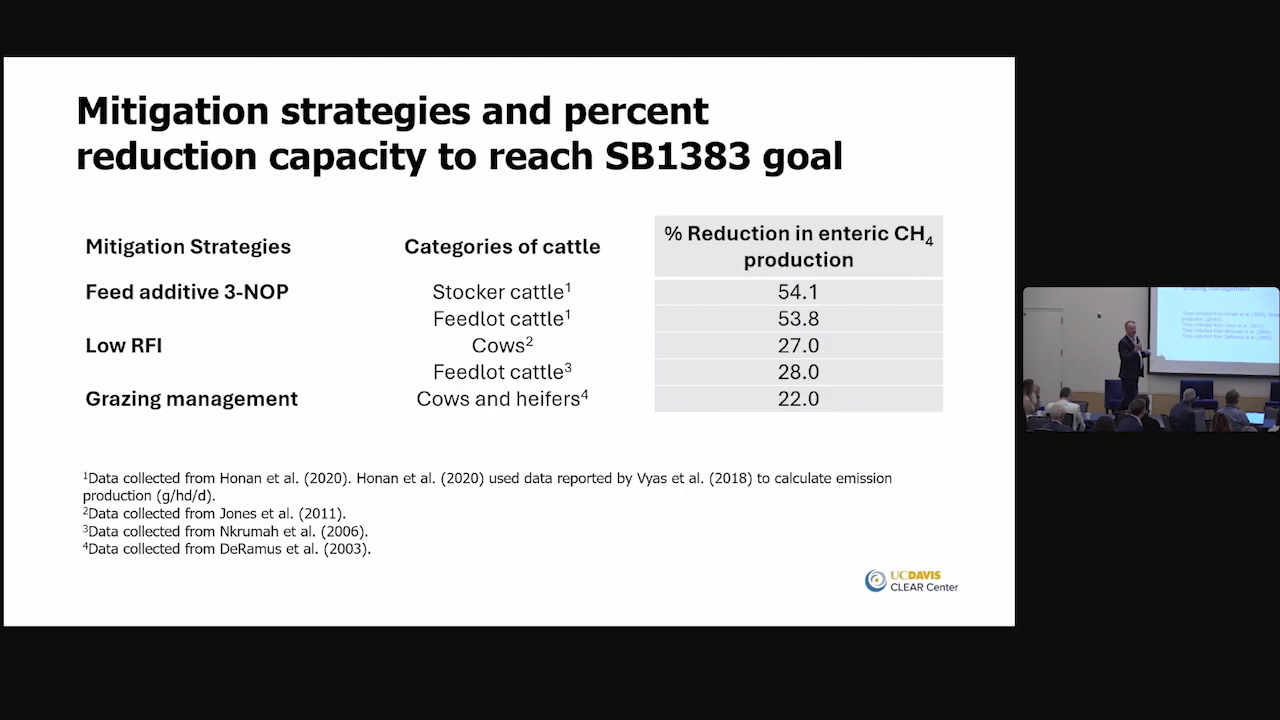 Mitigation strategies and percent
reduction capacity to reach SB1383 goal
Mitigation Strategies Categories of cattle % Reduction in enteric CH₄
production
Feed additive 3-NOP Stocker cattle¹ 54.1
Feedlot cattle¹ 53.8
Low RFI Cows² 27.0
Feedlot cattle³ 28.0
Grazing management Cows and heifers⁴ 22.0
¹Data collected from Honan et al. (2020). Honan et al. (2020) used data reported by Vyas et al. (2018) to calculate emission
production (g/hd/d).
²Data collected from Jones et al. (2011).
³Data collected from Nkrumah et al. (2006).
⁴Data collected from DeRamus et al. (2003).
UCDAVIS
CLEAR Center